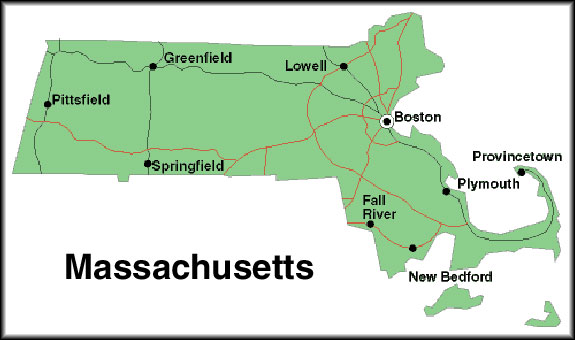 Greenfield
Lowell
Pittsfield
Boston
Provincetown
Springfield
Plymouth
Fall
River
Massachusetts
New Bedford